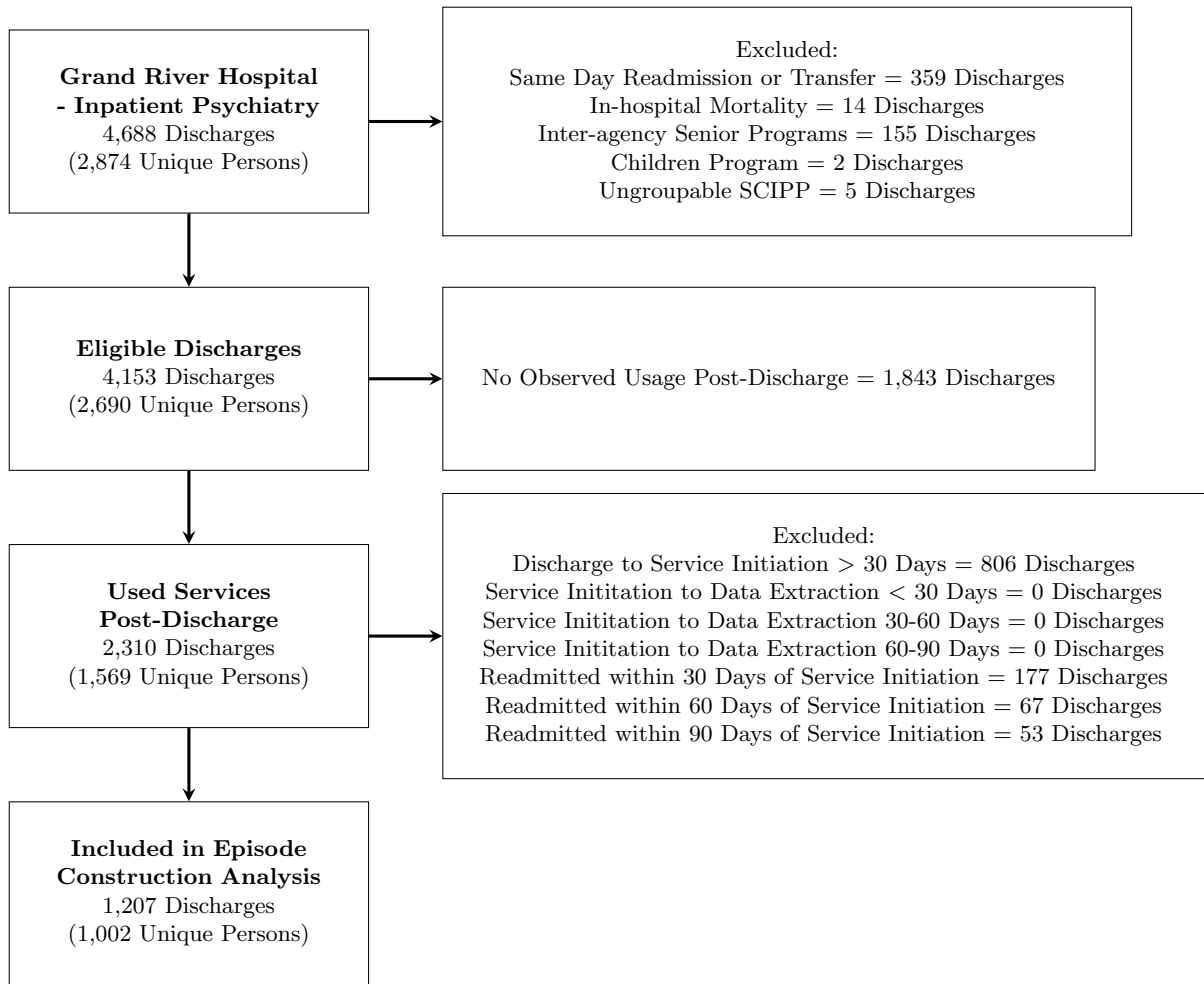 Grand River Hospital
- Inpatient Psychiatry
4,688 Discharges
(2,874 Unique Persons)
Excluded:
Same Day Readmission or Transfer = 359 Discharges
In-hospital Mortality = 14 Discharges
Inter-agency Senior Programs = 155 Discharges
Children Program = 2 Discharges
Ungroupable SCIPP = 5 Discharges
Eligible Discharges
4,153 Discharges
(2,690 Unique Persons)
No Observed Usage Post-Discharge = 1,843 Discharges
Used Services
Post-Discharge
2,310 Discharges
(1,569 Unique Persons)
Excluded:
Discharge to Service Initiation > 30 Days = 806 Discharges
Service Inititation to Data Extraction < 30 Days = 0 Discharges
Service Inititation to Data Extraction 30-60 Days = 0 Discharges
Service Inititation to Data Extraction 60-90 Days = 0 Discharges
Readmitted within 30 Days of Service Initiation = 177 Discharges
Readmitted within 60 Days of Service Initiation = 67 Discharges
Readmitted within 90 Days of Service Initiation = 53 Discharges
Included in Episode
Construction Analysis
1,207 Discharges
(1,002 Unique Persons)